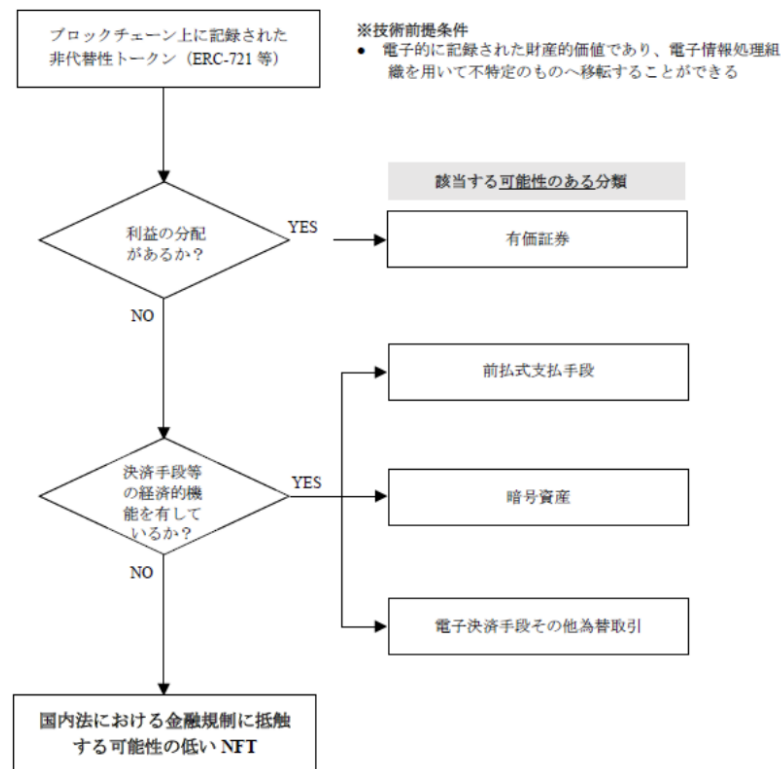 ブロックチェーン上に記録された
非代替性トークン（ERC-721 等）
※技術前提条件
● 電子的に記録された財産的価値であり、電子情報処理組
織を用いて不特定のものへ移転することができる
該当する可能性のある分類
利益の分配
があるか？
YES
有価証券
NO
前払式支払手段
決済手段等
の経済的機
能を有して
いるか？
YES
暗号資産
NO
電子決済手段その他為替取引
国内法における金融規制に抵触
する可能性の低い NFT